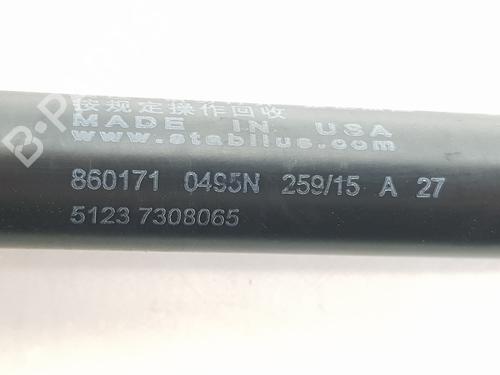 按规定操作回收
MADE IN USA
www.stabilus.com
860171 0495N 259/15 A 27
5123 7308065
B-Parts